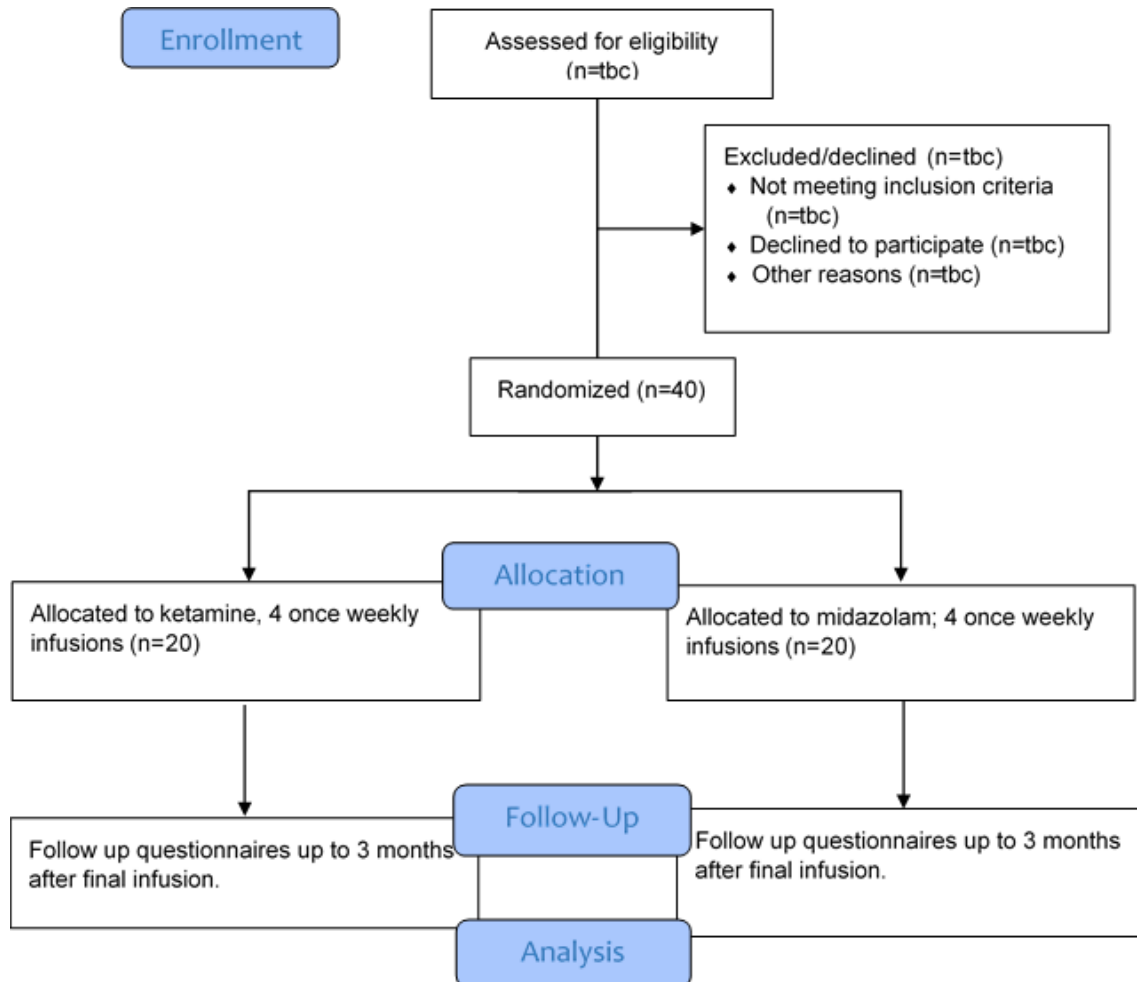 Enrollment
Assessed for eligibility
(n=tbc)
Excluded/declined (n=tbc)
♦ Not meeting inclusion criteria
(n=tbc)
♦ Declined to participate (n=tbc)
♦ Other reasons (n=tbc)
Randomized (n=40)
Allocation
Allocated to ketamine, 4 once weekly
infusions (n=20)
Allocated to midazolam; 4 once weekly
infusions (n=20)
Follow-Up
Follow up questionnaires up to 3 months
after final infusion.
Follow up questionnaires up to 3 months
after final infusion.
Analysis